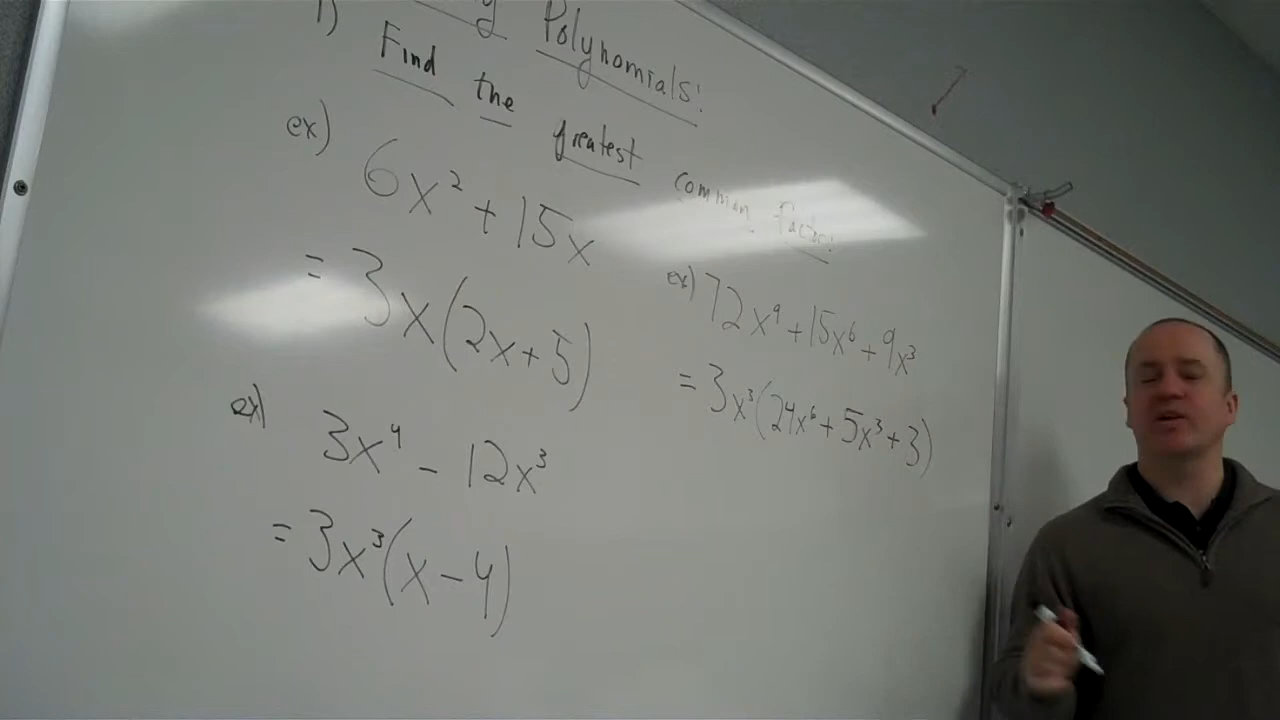 Polynomials:
1) Find the greatest common factor:
ex) 6x² + 15x
= 3x(2x+5)
ex) 3x⁴ - 12x³
= 3x³(x-4)
ex) 72x⁹ + 15x⁶ + 9x³
= 3x³(24x⁶ + 5x³ + 3)